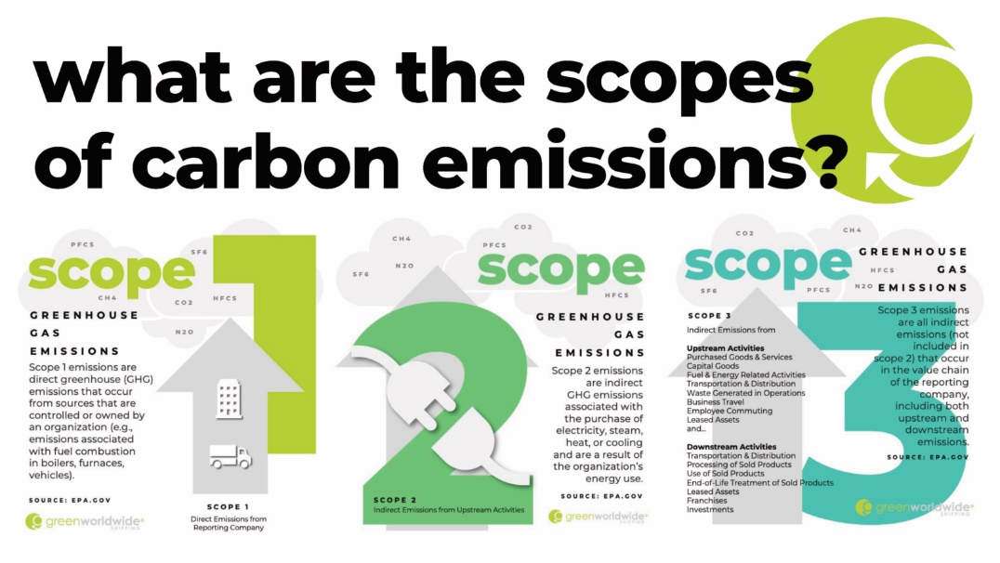 what are the scopes
of carbon emissions?
PFCS
SF6
scope
CH4
CO2
HFCS
N2O
GREENHOUSE
GAS
EMISSIONS
Scope 1 emissions are
direct greenhouse (GHG)
emissions that occur
from sources that are
controlled or owned by
an organization (e.g.,
emissions associated
with fuel combustion
in boilers, furnaces,
vehicles).
SOURCE: EPA.GOV
greenworldwide®
SHIPPING
1
SCOPE 1
Direct Emissions from
Reporting Company
CH4
CO2
PFCS
N2O
SF6
scope
HFCS
2
GREENHOUSE
GAS
EMISSIONS
Scope 2 emissions
are indirect
GHG emissions
associated with
the purchase of
electricity, steam,
heat, or cooling
and are a result of
the organization's
energy use.
SOURCE: EPA.GOV
SCOPE 2
Indirect Emissions from Upstream Activities
greenworldwide®
SHIPPING
CO2
CH4
scope
HFCS
SF6
PFCS
N2O
GREENHOUSE
GAS
EMISSIONS
3
SCOPE 3
Indirect Emissions from
Upstream Activities
Purchased Goods & Services
Capital Goods
Fuel & Energy Related Activities
Transportation & Distribution
Waste Generated in Operations
Business Travel
Employee Commuting
Leased Assets
and...
Downstream Activities
Transportation & Distribution
Processing of Sold Products
Use of Sold Products
End-of-Life Treatment of Sold Products
Leased Assets
Franchises
Investments
Scope 3 emissions
are all indirect
emissions (not
included in
scope 2) that occur
in the value chain
of the reporting
company,
including both
upstream and
downstream
emissions.
SOURCE: EPA.GOV
greenworldwide®
SHIPPING